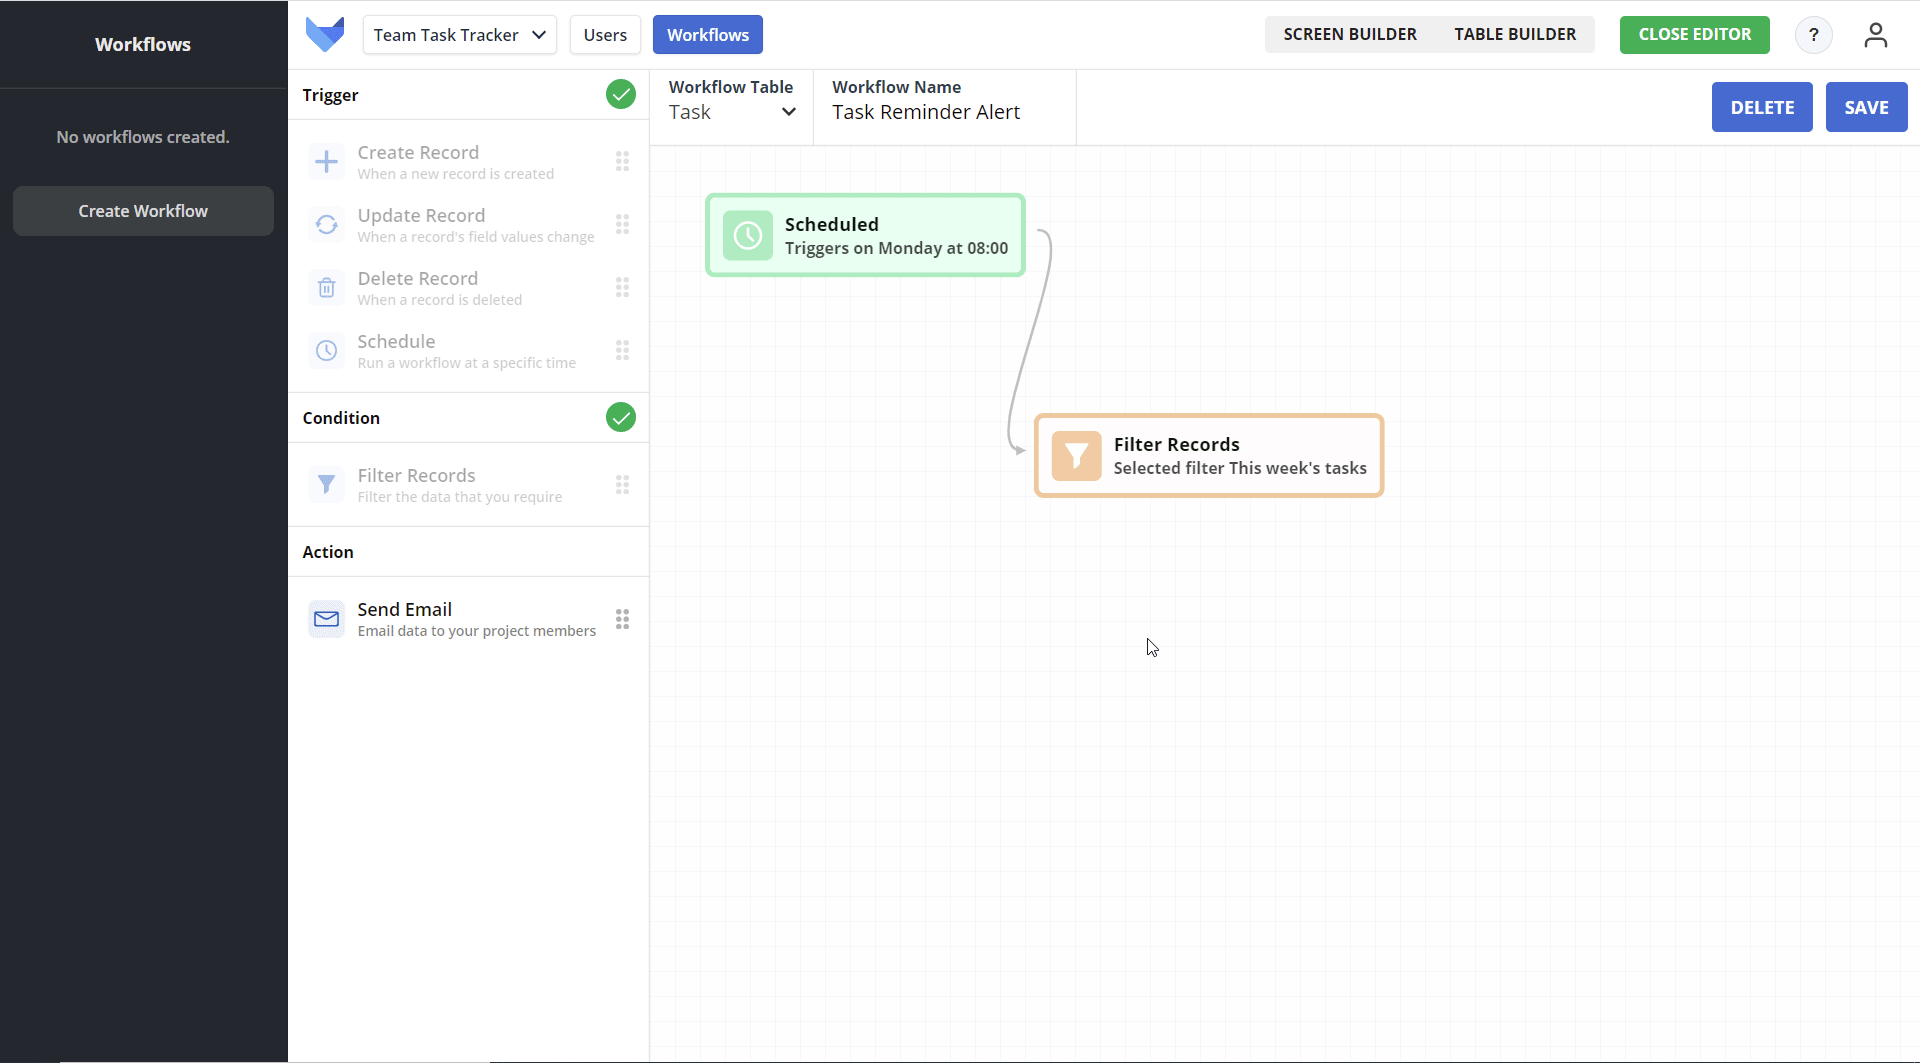 Workflows
No workflows created.
Create Workflow
Team Task Tracker
Users
Workflows
SCREEN BUILDER
TABLE BUILDER
CLOSE EDITOR
?
Trigger
Create Record
When a new record is created
Update Record
When a record's field values change
Delete Record
When a record is deleted
Schedule
Run a workflow at a specific time
Condition
Filter Records
Filter the data that you require
Action
Send Email
Email data to your project members
Workflow Table
Task
Workflow Name
Task Reminder Alert
DELETE
SAVE
Scheduled
Triggers on Monday at 08:00
Filter Records
Selected filter This week's tasks